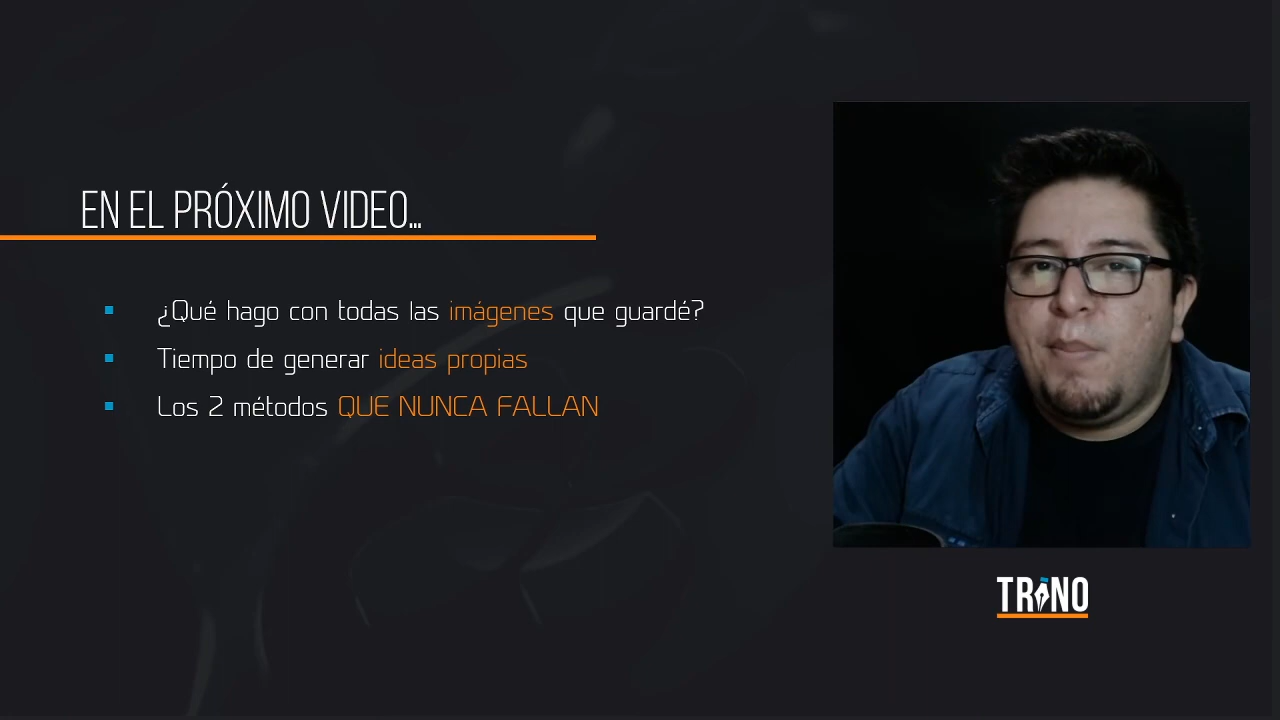 EN EL PRÓXIMO VIDEO...
¿Qué hago con todas las imágenes que guardé?
Tiempo de generar ideas propias
Los 2 métodos QUE NUNCA FALLAN
TRINO